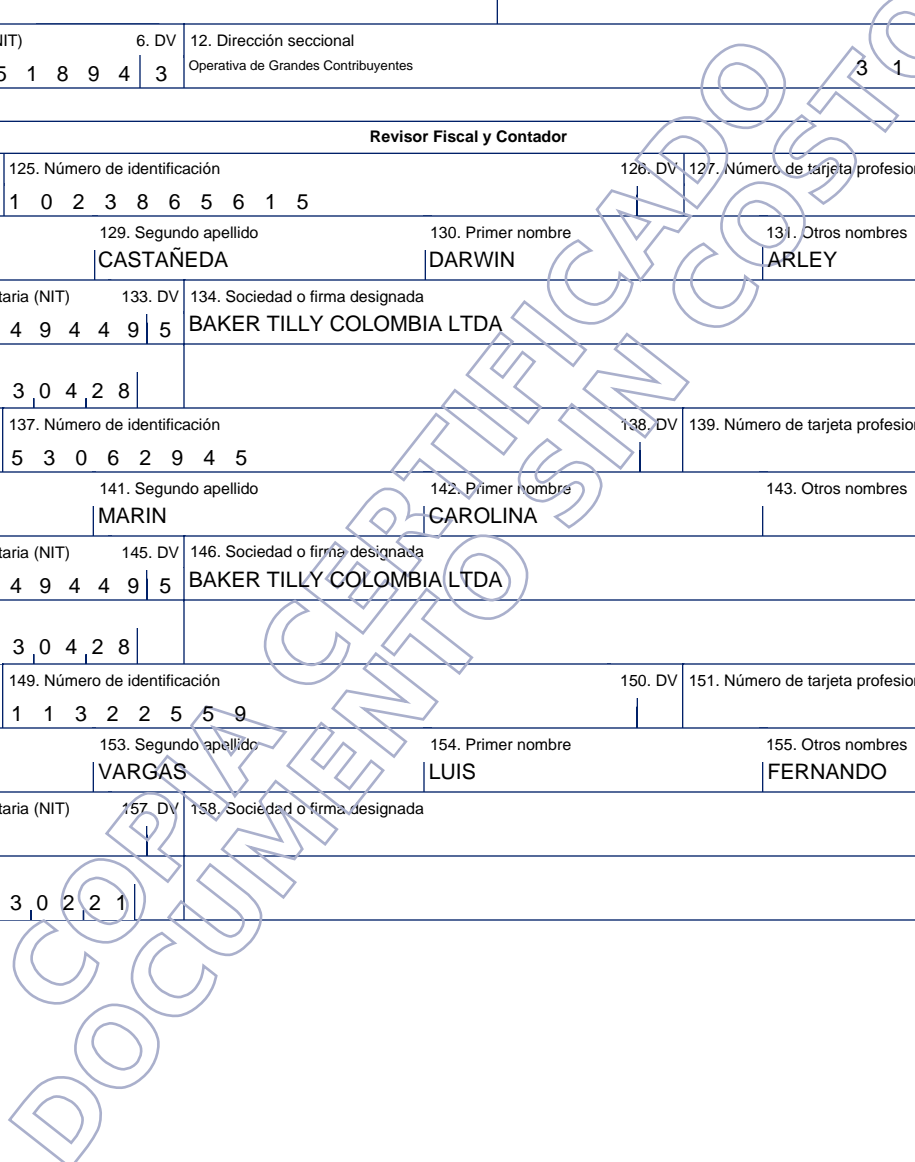 NIT) 6. DV 12. Dirección seccional
5 1 8 9 4 3 Operativa de Grandes Contribuyentes 3 1
Revisor Fiscal y Contador
125. Número de identificación 126. DV 127. Número de tarjeta profesion
1 0 2 3 8 6 5 6 1 5
129. Segundo apellido 130. Primer nombre 131. Otros nombres
CASTAÑEDA DARWIN ARLEY
taria (NIT) 133. DV 134. Sociedad o firma designada
4 9 4 4 9 5 BAKER TILLY COLOMBIA LTDA
3 0 4 2 8
137. Número de identificación 138. DV 139. Número de tarjeta profesion
5 3 0 6 2 9 4 5
141. Segundo apellido 142. Primer nombre 143. Otros nombres
MARIN CAROLINA
taria (NIT) 145. DV 146. Sociedad o firma designada
4 9 4 4 9 5 BAKER TILLY COLOMBIA LTDA
3 0 4 2 8
149. Número de identificación 150. DV 151. Número de tarjeta profesion
1 1 3 2 2 5 5 9
153. Segundo apellido 154. Primer nombre 155. Otros nombres
VARGAS LUIS FERNANDO
taria (NIT) 157. DV 158. Sociedad o firma designada
3 0 2 2 1
COPIA CERTIFICADO
DOCUMENTO SIN COSTO